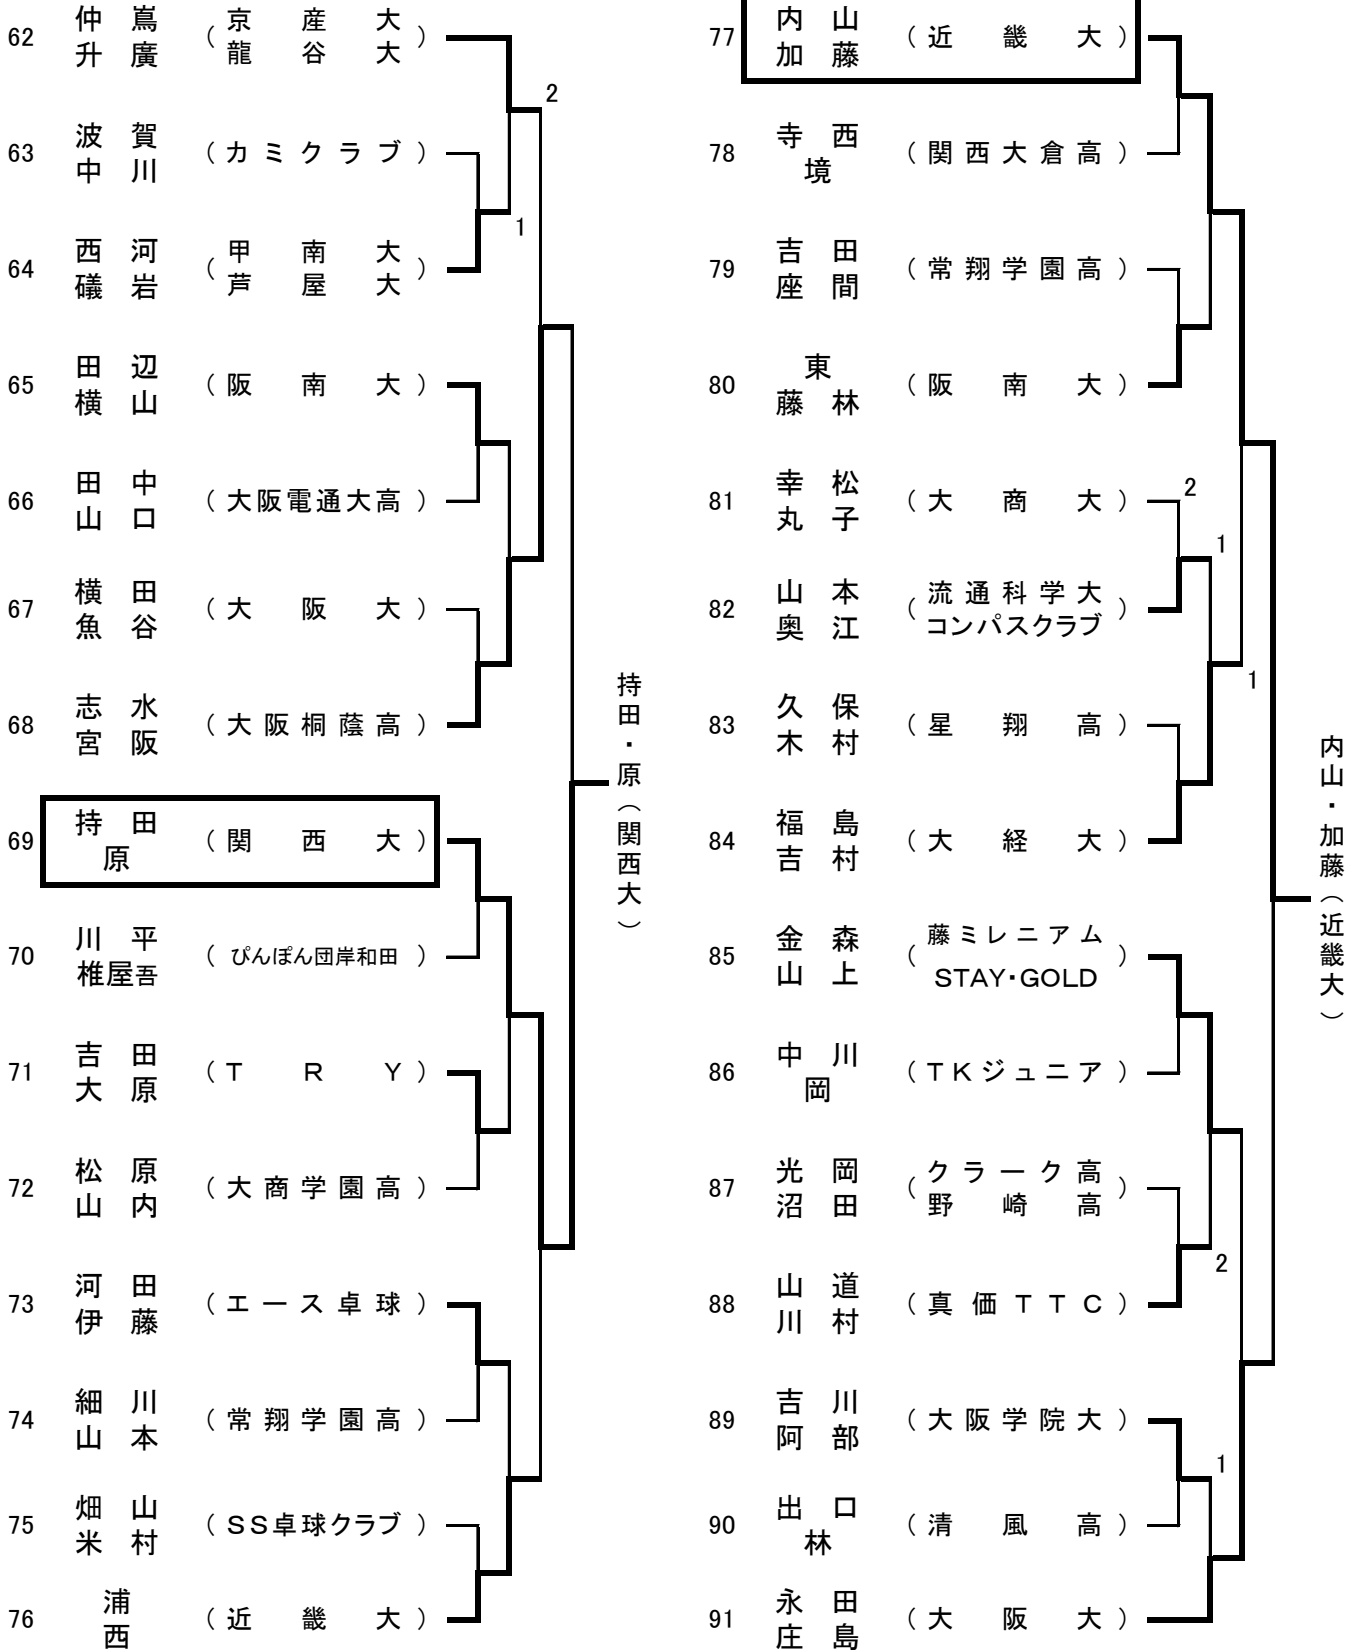 62 仲嶌 (京産大)
升廣 (龍谷大)
2
63 波賀 (カミクラブ)
中川
1
64 西河 (甲南大)
礒岩 (芦屋大)
65 田辺 (阪南大)
横山
66 田中 (大阪電通大高)
山口
67 横田 (大阪大)
魚谷
68 志水 (大阪桐蔭高)
宮阪
69 持田 (関西大)
原
70 川平 (ぴんぽん団岸和田)
椎屋吾
71 吉田 (TRY)
大原
72 松原 (大商学園高)
山内
73 河田 (エース卓球)
伊藤
74 細川 (常翔学園高)
山本
75 畑山 (SS卓球クラブ)
米村
76 浦 (近畿大)
西
持田・原(関西大)
77 内山 (近畿大)
加藤
78 寺西 (関西大倉高)
境
79 吉田 (常翔学園高)
座間
80 東 (阪南大)
藤林
81 幸松 (大商大)
丸子
2
1
82 山本 (流通科学大)
奥江 (コンパスクラブ)
1
83 久保 (星翔高)
木村
84 福島 (大経大)
吉村
85 金森 (藤ミレニアム)
山上 (STAY・GOLD)
86 中川 (TKジュニア)
岡
87 光岡 (クラーク高)
沼田 (野崎高)
2
88 山道 (真価TTC)
川村
89 吉川 (大阪学院大)
阿部
1
90 出口 (清風高)
林
91 永田 (大阪大)
庄島
内山・加藤(近畿大)